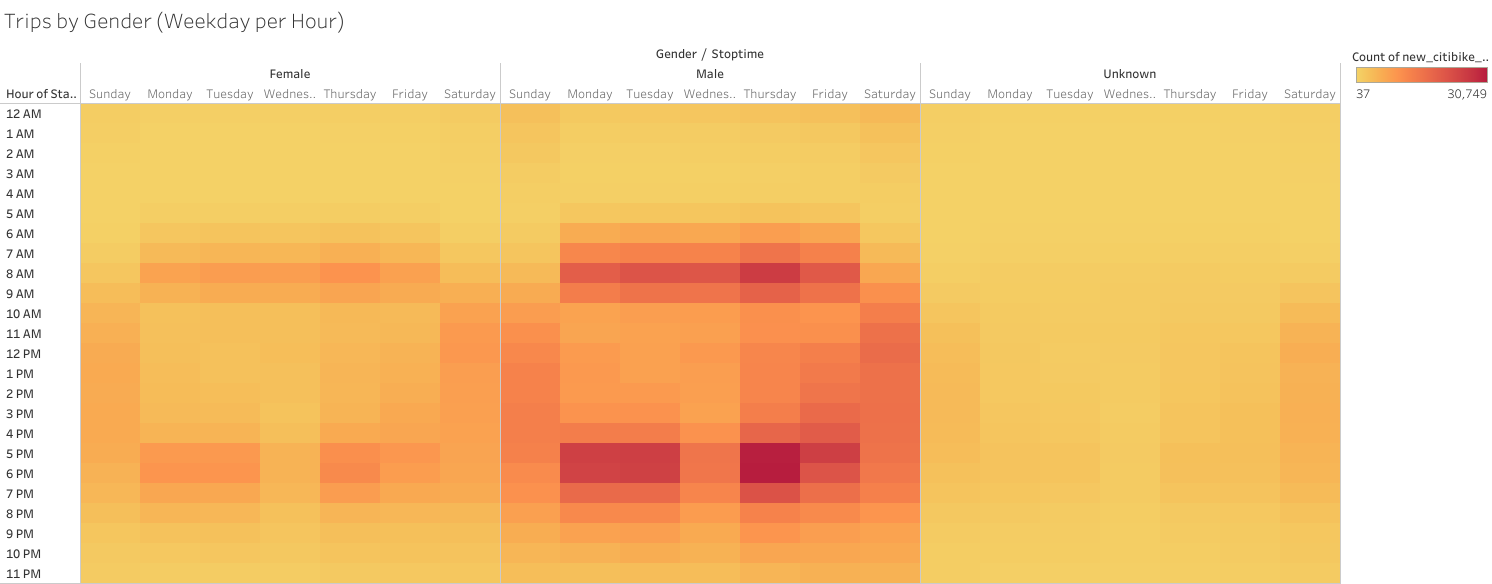 Trips by Gender (Weekday per Hour)
Gender / Stoptime
Count of new_citibike_..
Female Male Unknown
37 30,749
Hour of Sta.. Sunday Monday Tuesday Wednes.. Thursday Friday Saturday Sunday Monday Tuesday Wednes.. Thursday Friday Saturday Sunday Monday Tuesday Wednes.. Thursday Friday Saturday
12 AM
1 AM
2 AM
3 AM
4 AM
5 AM
6 AM
7 AM
8 AM
9 AM
10 AM
11 AM
12 PM
1 PM
2 PM
3 PM
4 PM
5 PM
6 PM
7 PM
8 PM
9 PM
10 PM
11 PM